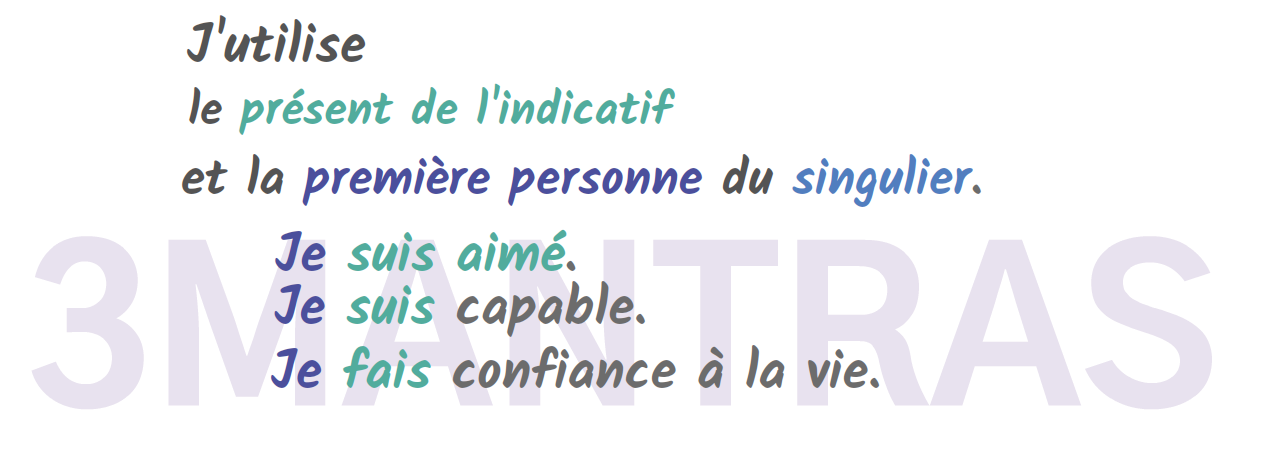 J'utilise
le présent de l'indicatif
et la première personne du singulier.
3MANTRAS
Je suis aimé.
Je suis capable.
Je fais confiance à la vie.